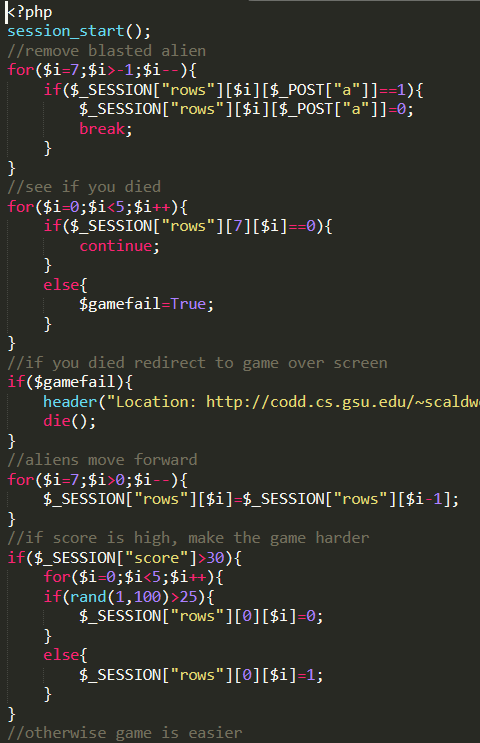 <?php
session_start();
//remove blasted alien
for($i=7;$i>-1;$i--){
    if($_SESSION["rows"][$i][$_POST["a"]]==1){
        $_SESSION["rows"][$i][$_POST["a"]]=0;
        break;
    }
}
//see if you died
for($i=0;$i<5;$i++){
    if($_SESSION["rows"][7][$i]==0){
        continue;
    }
    else{
        $gamefail=True;
    }
}
//if you died redirect to game over screen
if($gamefail){
    header("Location: http://codd.cs.gsu.edu/~scaldw
    die();
}
//aliens move forward
for($i=7;$i>0;$i--){
    $_SESSION["rows"][$i]=$_SESSION["rows"][$i-1];
}
//if score is high, make the game harder
if($_SESSION["score"]>30){
    for($i=0;$i<5;$i++){
    if(rand(1,100)>25){
        $_SESSION["rows"][0][$i]=0;
    }
    else{
        $_SESSION["rows"][0][$i]=1;
    }
}
//otherwise game is easier